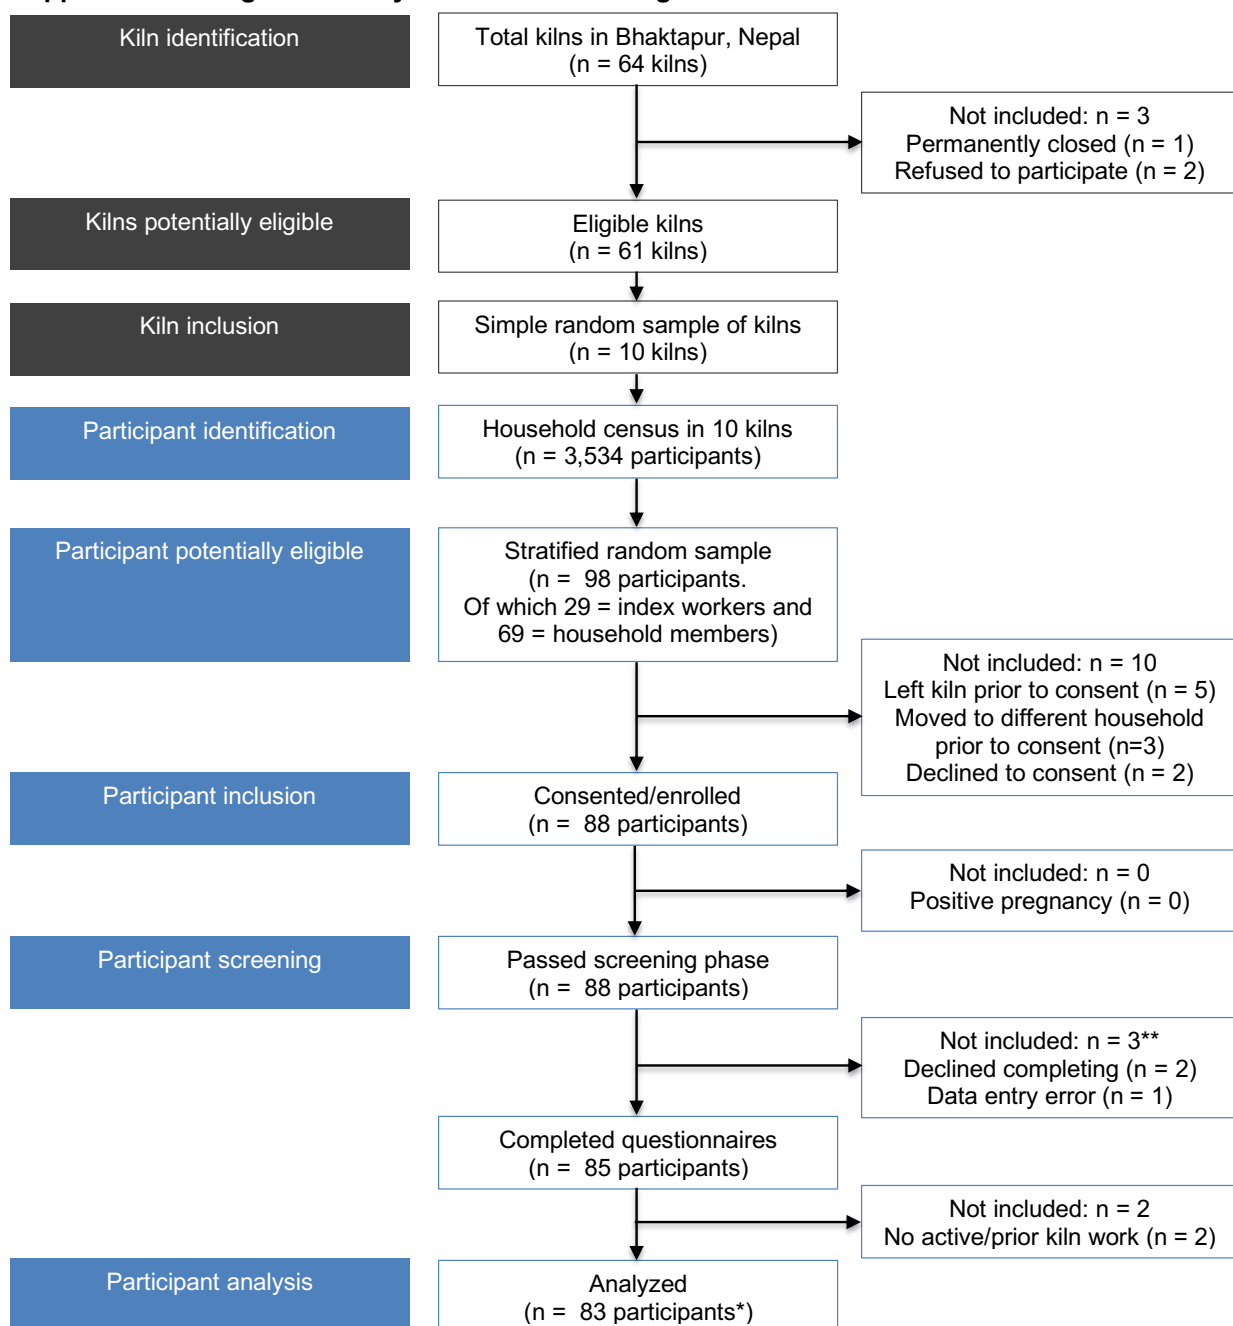 Kiln identification
Total kilns in Bhaktapur, Nepal
(n = 64 kilns)
Not included: n = 3
Permanently closed (n = 1)
Refused to participate (n = 2)
Kilns potentially eligible
Eligible kilns
(n = 61 kilns)
Kiln inclusion
Simple random sample of kilns
(n = 10 kilns)
Participant identification
Household census in 10 kilns
(n = 3,534 participants)
Participant potentially eligible
Stratified random sample
(n = 98 participants.
Of which 29 = index workers and
69 = household members)
Not included: n = 10
Left kiln prior to consent (n = 5)
Moved to different household
prior to consent (n=3)
Declined to consent (n = 2)
Participant inclusion
Consented/enrolled
(n = 88 participants)
Not included: n = 0
Positive pregnancy (n = 0)
Participant screening
Passed screening phase
(n = 88 participants)
Not included: n = 3**
Declined completing (n = 2)
Data entry error (n = 1)
Completed questionnaires
(n = 85 participants)
Not included: n = 2
No active/prior kiln work (n = 2)
Participant analysis
Analyzed
(n = 83 participants*)